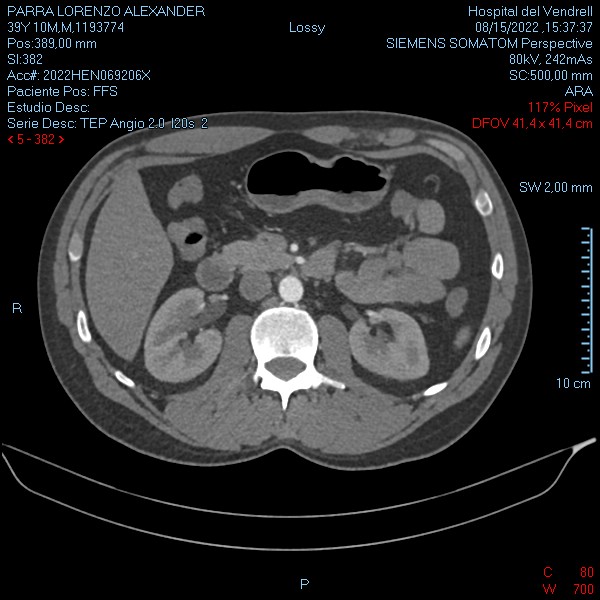 PARRA LORENZO ALEXANDER
39Y 10M,M,1193774
Pos:389,00 mm
SI:382
Acc#: 2022HEN069206X
Paciente Pos: FFS
Estudio Desc:
Serie Desc: TEP Angio 2.0 I20s 2
< 5 - 382 >
Lossy
Hospital del Vendrell
08/15/2022 ,15:37:37
SIEMENS SOMATOM Perspective
80kV, 242mAs
SC:500,00 mm
ARA
117% Pixel
DFOV 41,4 x 41,4 cm
SW 2,00 mm
R
10 cm
P
C 80
W 700